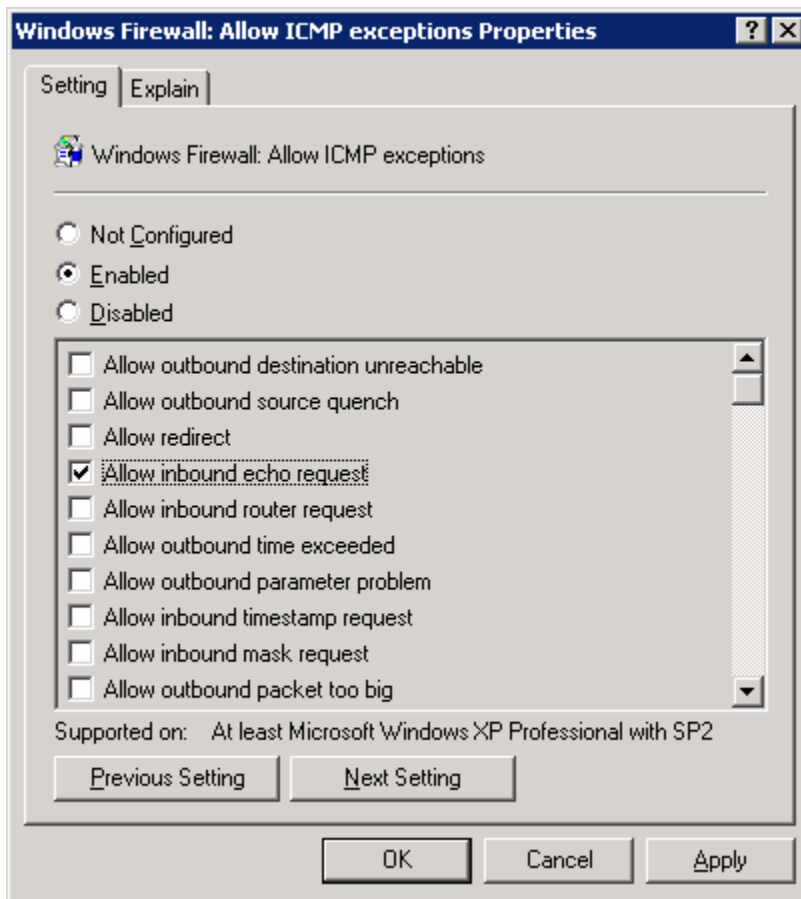 Windows Firewall: Allow ICMP exceptions Properties
Setting
Explain
Windows Firewall: Allow ICMP exceptions
Not Configured
Enabled
Disabled
Allow outbound destination unreachable
Allow outbound source quench
Allow redirect
Allow inbound echo request
Allow inbound router request
Allow outbound time exceeded
Allow outbound parameter problem
Allow inbound timestamp request
Allow inbound mask request
Allow outbound packet too big
Supported on: At least Microsoft Windows XP Professional with SP2
Previous Setting
Next Setting
OK
Cancel
Apply